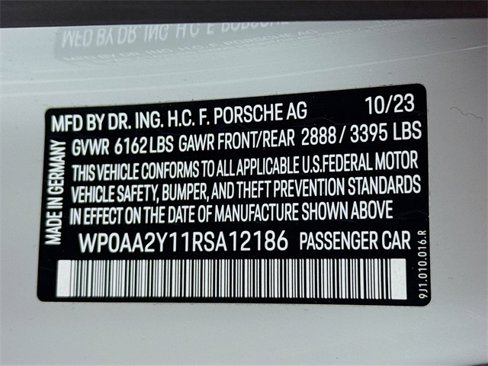 MFD BY DR. ING. H.C. F. PORSCHE AG 10/23
GVWR 6162LBS GAWR FRONT/REAR 2888 / 3395 LBS
THIS VEHICLE CONFORMS TO ALL APPLICABLE U.S.FEDERAL MOTOR
VEHICLE SAFETY, BUMPER, AND THEFT PREVENTION STANDARDS
IN EFFECT ON THE DATE OF MANUFACTURE SHOWN ABOVE
WP0AA2Y11RSA12186 PASSENGER CAR
MADE IN GERMANY
9J1.010.016.R